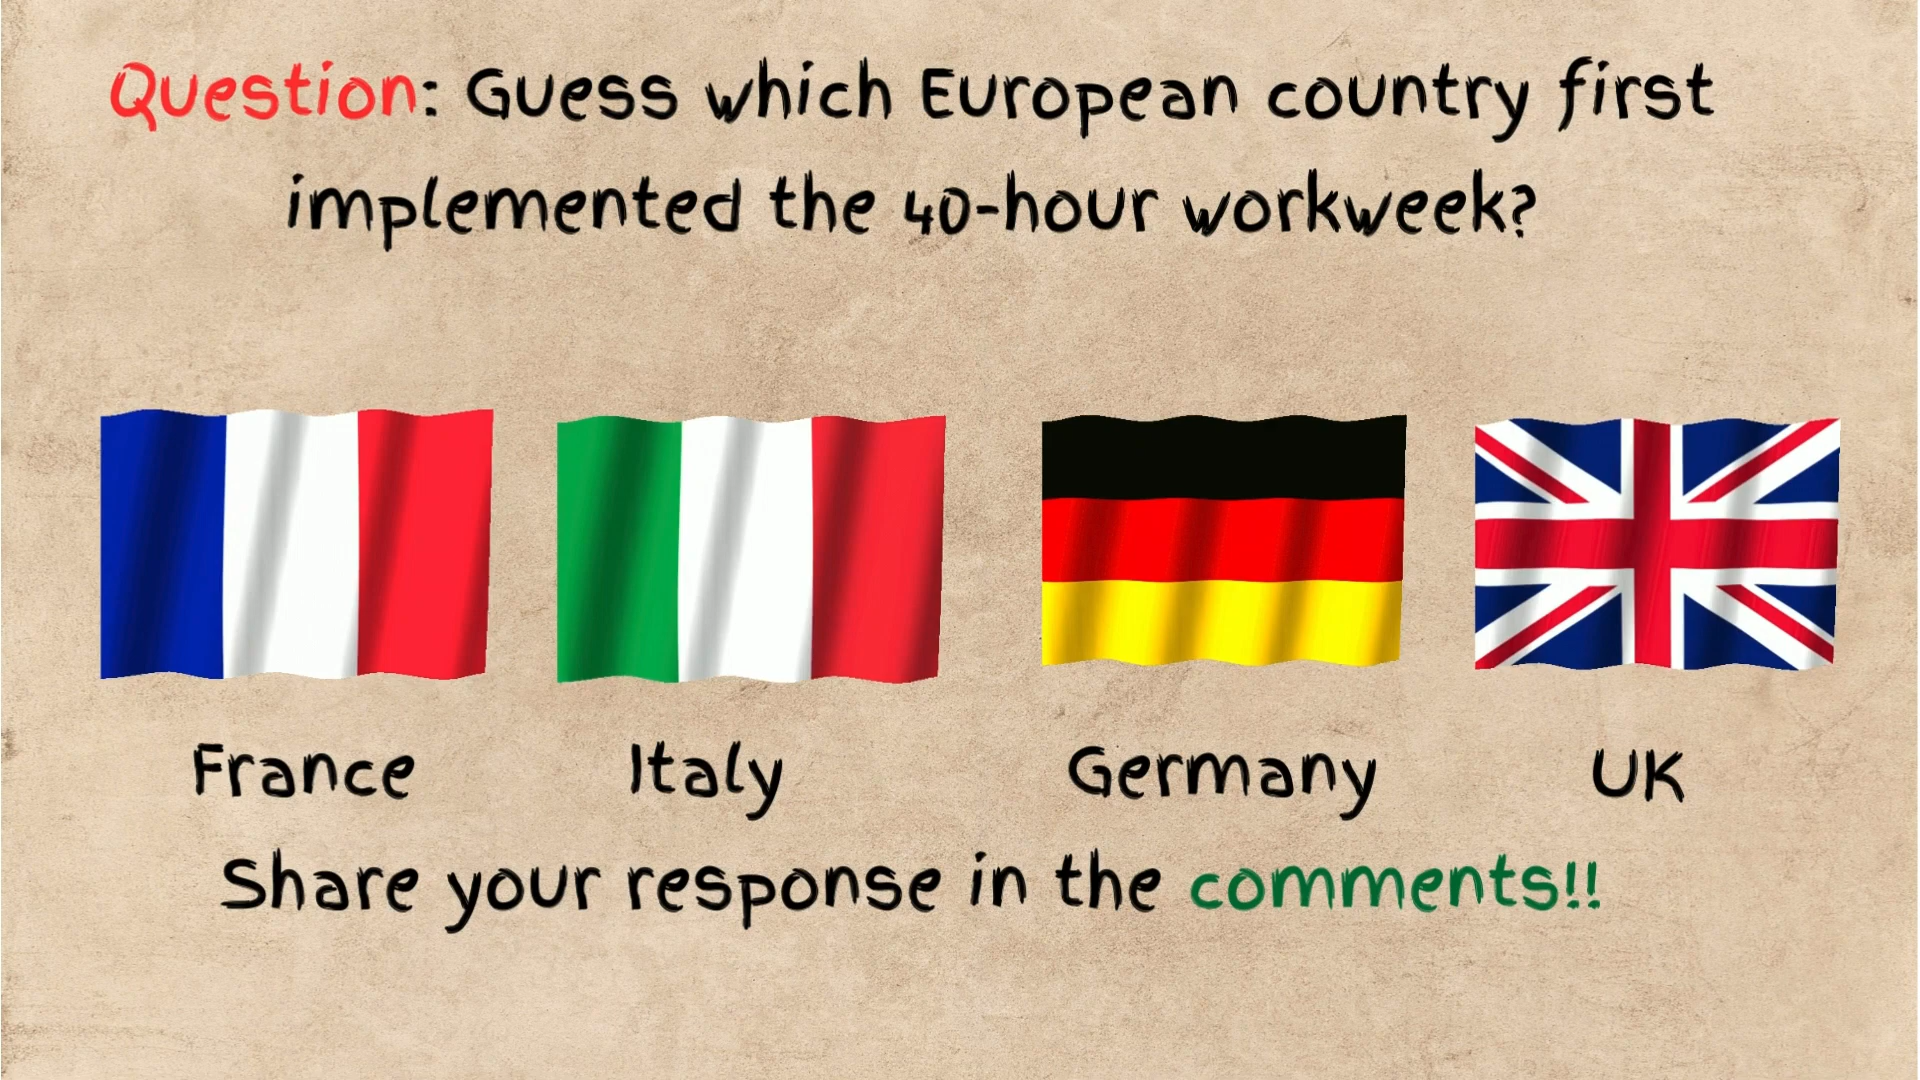 Question: Guess which European country first
implemented the 40-hour workweek?
France
Italy
Germany
UK
Share your response in the comments!!